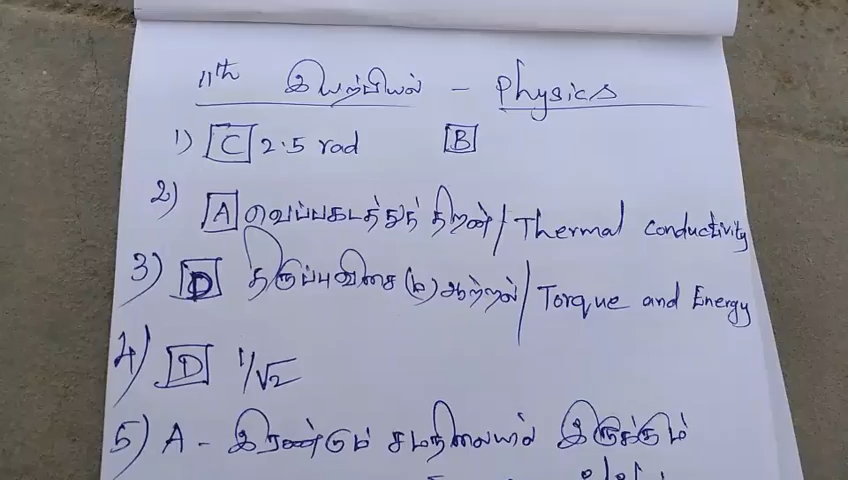 11th இயற்பியல் - Physics
1) C 2.5 rad B
2) A வெப்பகடத்துத் திறன் / Thermal conductivity
3) D திருப்புவிசை (ம) ஆற்றல் / Torque and Energy
4) D 1/√2
5) A - இரண்டும் சமநிலையில் இருக்கும்